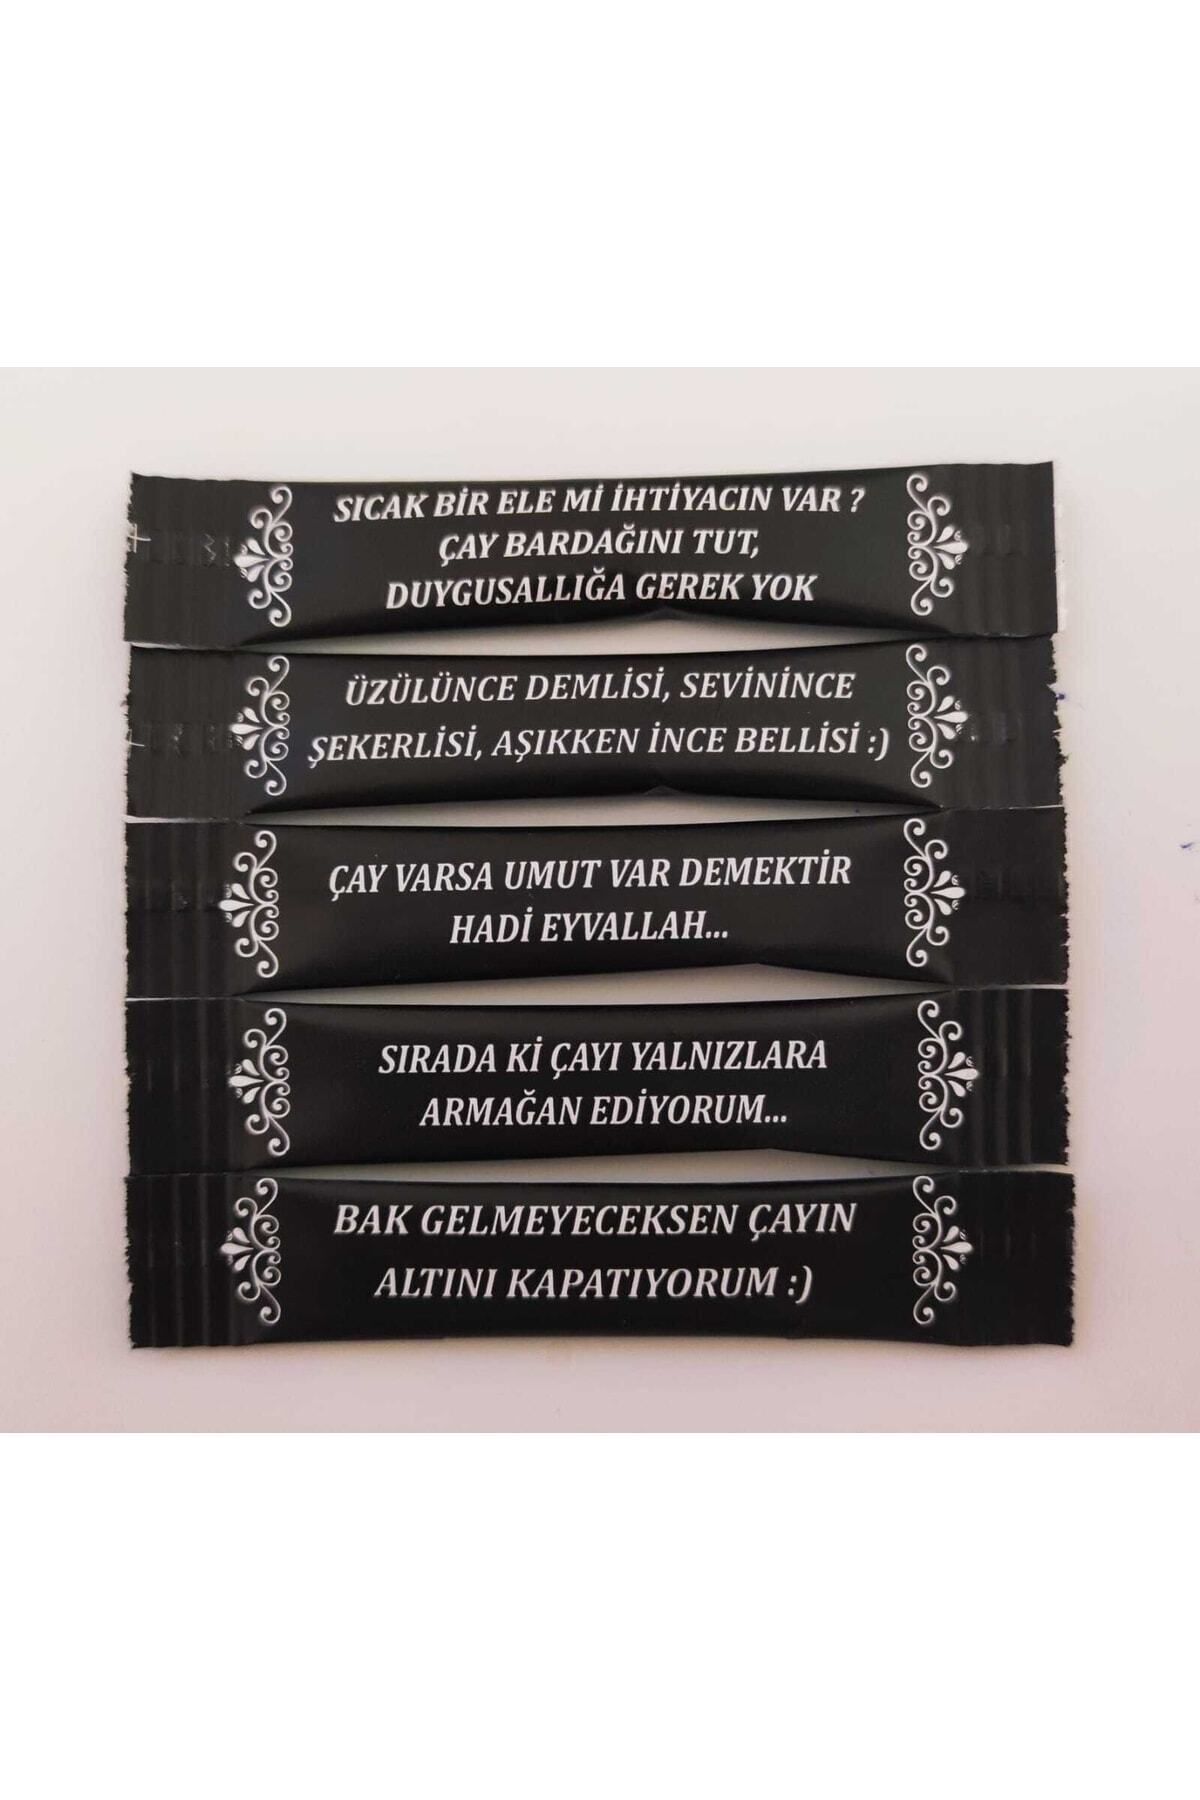 SICAK BİR ELE Mİ İHTİYACIN VAR ?
ÇAY BARDAĞINI TUT,
DUYGUSALLIĞA GEREK YOK
ÜZÜLÜNCE DEMLİSİ, SEVİNİNCE
ŞEKERLİSİ, AŞIKKEN İNCE BELLİSİ :)
ÇAY VARSA UMUT VAR DEMEKTİR
HADİ EYVALLAH...
SIRADA Kİ ÇAYI YALNIZLARA
ARMAĞAN EDİYORUM...
BAK GELMEYECEKSEN ÇAYIN
ALTINI KAPATIYORUM :)